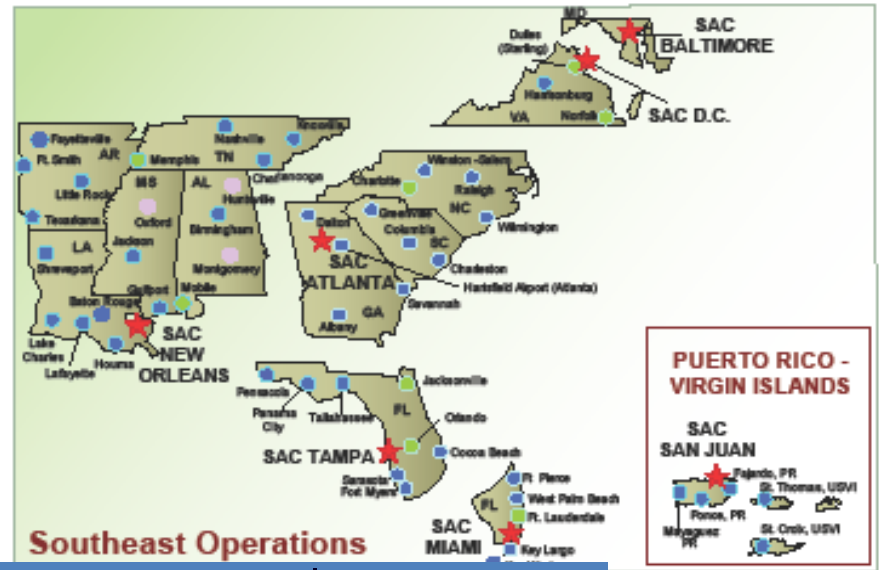 MD
SAC
BALTIMORE
Dulles
(Sterling)
Harrisonburg
VA
Norfolk
SAC D.C.
Fayetteville
Ft. Smith
AR
Little Rock
Texarkana
Memphis
Nashville
TN
Knoxville
Chattanooga
MS
Oxford
Jackson
Gulfport
AL
Huntsville
Birmingham
Montgomery
Mobile
LA
Shreveport
Baton Rouge
Lake
Charles
Lafayette
Houma
SAC
NEW
ORLEANS
Winston -Salem
Charlotte
Raleigh
NC
Wilmington
Greenville
Columbia
SC
Charleston
Dalton
SAC
ATLANTA
Hartsfield Airport (Atlanta)
Savannah
GA
Albany
Pensacola
Panama
City
Tallahassee
Jacksonville
FL
Orlando
SAC TAMPA
Cocoa Beach
Sarasota
Fort Myers
FL
Ft Pierce
West Palm Beach
Ft. Lauderdale
SAC
MIAMI
Key Largo
PUERTO RICO -
VIRGIN ISLANDS
SAC
SAN JUAN
Fajardo, PR
St. Thomas, USVI
Ponce, PR
Mayaguez
PR
St. Croix, USVI
Southeast Operations